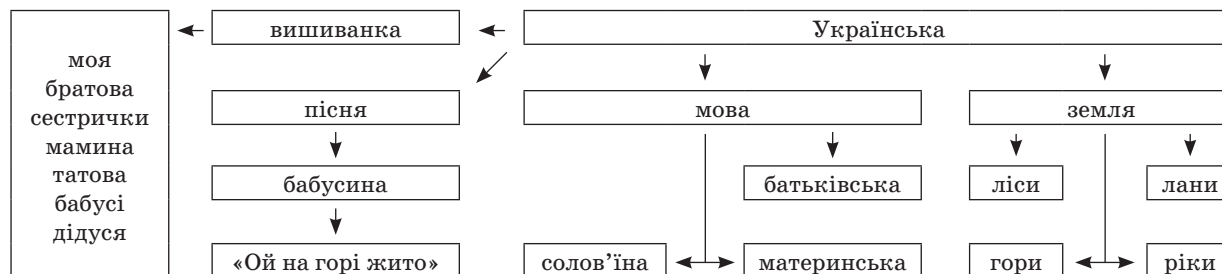 вишиванка
Українська
моя
братова
сестрички
мамина
татова
бабусі
дідуся
пісня
мова
земля
бабусина
батьківська
ліси
лани
«Ой на горі жито»
солов’їна
материнська
гори
ріки